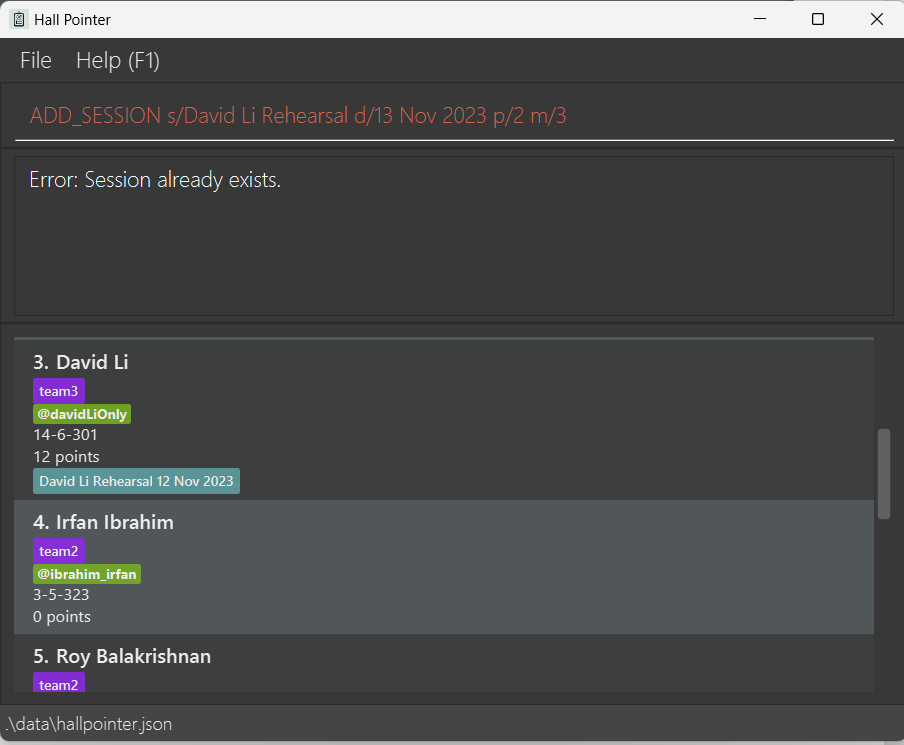 Hall Pointer
File Help (F1)
ADD_SESSION s/David Li Rehearsal d/13 Nov 2023 p/2 m/3
Error: Session already exists.
3. David Li
team3
@davidLiOnly
14-6-301
12 points
David Li Rehearsal 12 Nov 2023
4. Irfan Ibrahim
team2
@ibrahim_irfan
3-5-323
0 points
5. Roy Balakrishnan
team2
.\data\hallpointer.json